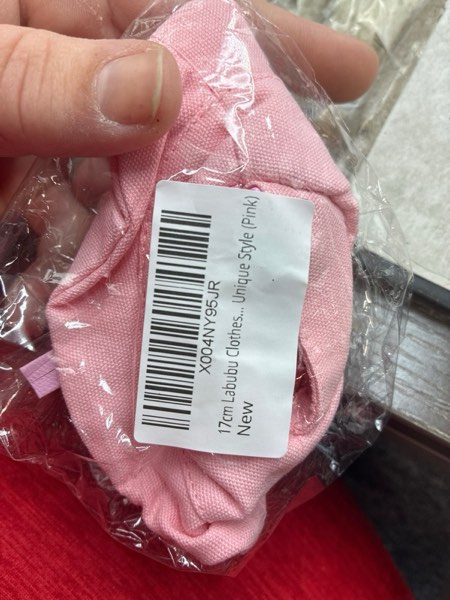 X004NY95JR
17cm Labubu Clothes... Unique Style (Pink)
New